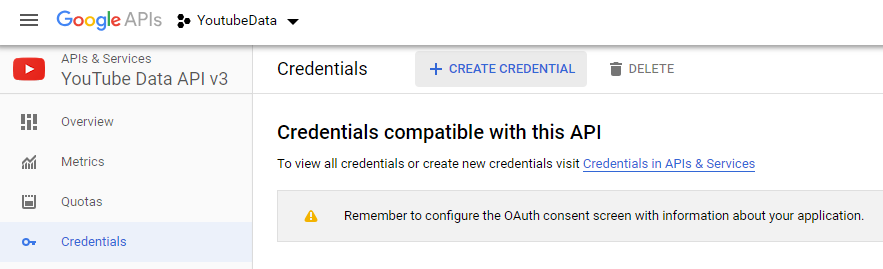 Google APIs YoutubeData
APIs & Services
YouTube Data API v3
Credentials + CREATE CREDENTIAL DELETE
Overview
Metrics
Quotas
Credentials
Credentials compatible with this API
To view all credentials or create new credentials visit Credentials in APIs & Services
Remember to configure the OAuth consent screen with information about your application.